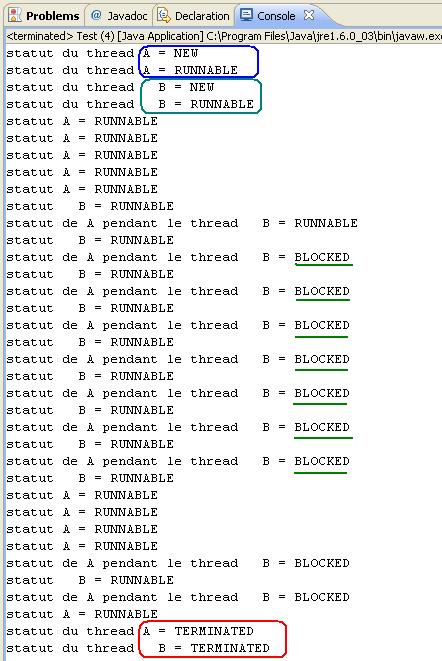 Problems @ Javadoc Declaration Console
<terminated> Test (4) [Java Application] C:\Program Files\Java\jre1.6.0_03\bin\javaw.exe
statut du thread A = NEW
statut du thread A = RUNNABLE
statut du thread   B = NEW
statut du thread   B = RUNNABLE
statut A = RUNNABLE
statut A = RUNNABLE
statut A = RUNNABLE
statut A = RUNNABLE
statut A = RUNNABLE
statut   B = RUNNABLE
statut de A pendant le thread   B = RUNNABLE
statut   B = RUNNABLE
statut de A pendant le thread   B = BLOCKED
statut   B = RUNNABLE
statut de A pendant le thread   B = BLOCKED
statut   B = RUNNABLE
statut de A pendant le thread   B = BLOCKED
statut   B = RUNNABLE
statut de A pendant le thread   B = BLOCKED
statut   B = RUNNABLE
statut de A pendant le thread   B = BLOCKED
statut   B = RUNNABLE
statut de A pendant le thread   B = BLOCKED
statut   B = RUNNABLE
statut de A pendant le thread   B = BLOCKED
statut   B = RUNNABLE
statut A = RUNNABLE
statut A = RUNNABLE
statut A = RUNNABLE
statut A = RUNNABLE
statut de A pendant le thread   B = BLOCKED
statut   B = RUNNABLE
statut de A pendant le thread   B = BLOCKED
statut A = RUNNABLE
statut du thread A = TERMINATED
statut du thread   B = TERMINATED